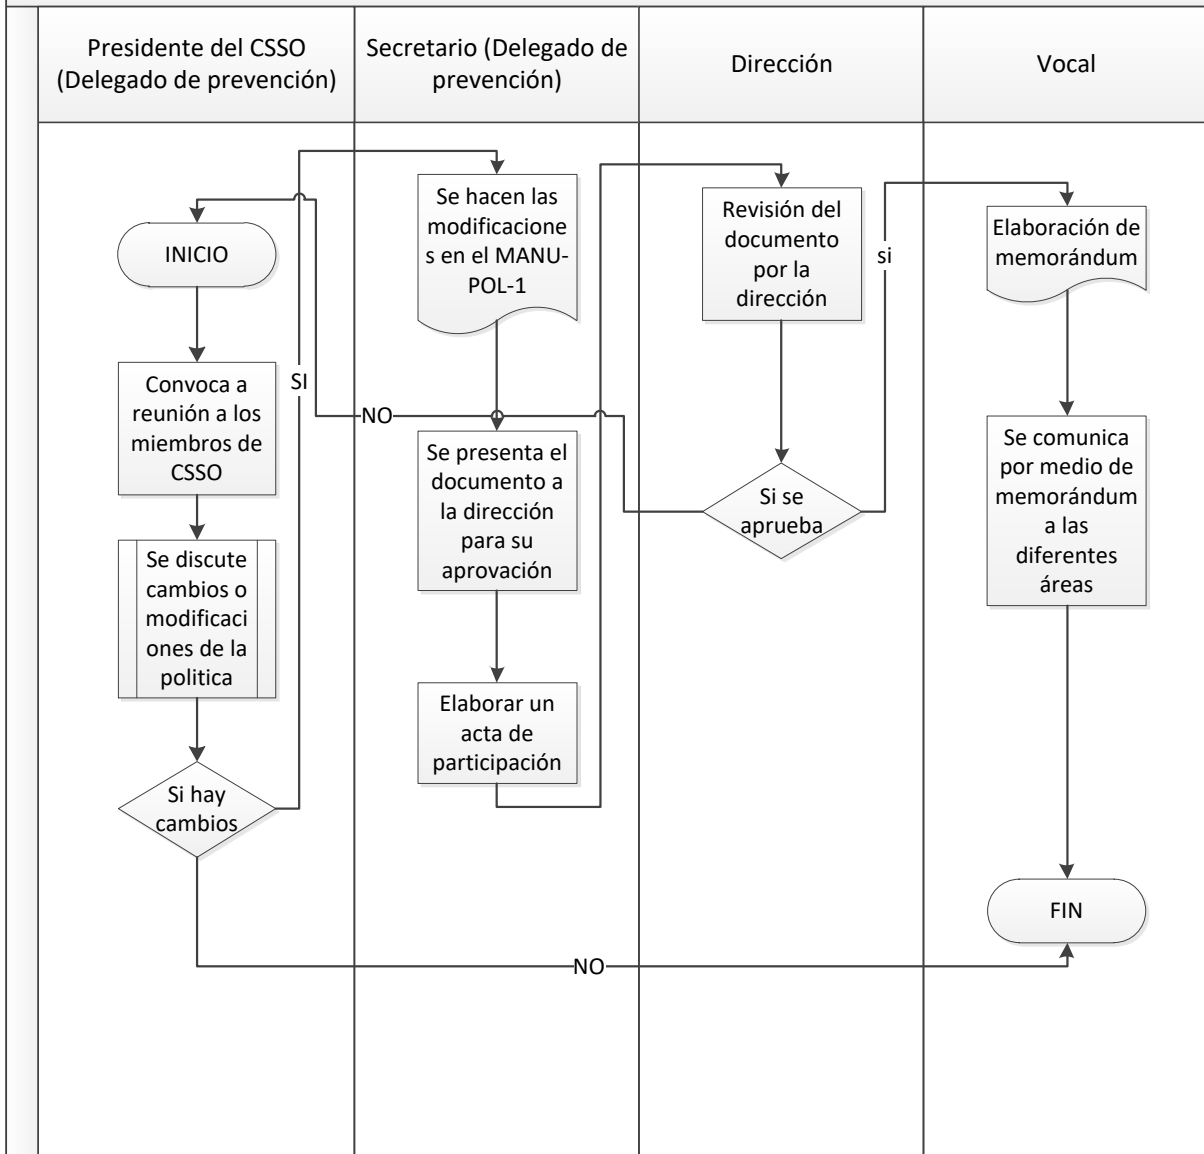 Presidente del CSSO
(Delegado de prevención)
Secretario (Delegado de
prevención)
Dirección
Vocal
INICIO
Convoca a
reunión a los
miembros de
CSSO
Se discute
cambios o
modificaci
ones de la
politica
Si hay
cambios
SI
NO
Se hacen las
modificacione
s en el MANU-
POL-1
Se presenta el
documento a
la dirección
para su
aprovación
Elaborar un
acta de
participación
Revisión del
documento
por la
dirección
Si se
aprueba
NO
si
Elaboración de
memorándum
Se comunica
por medio de
memorándum
a las
diferentes
áreas
FIN